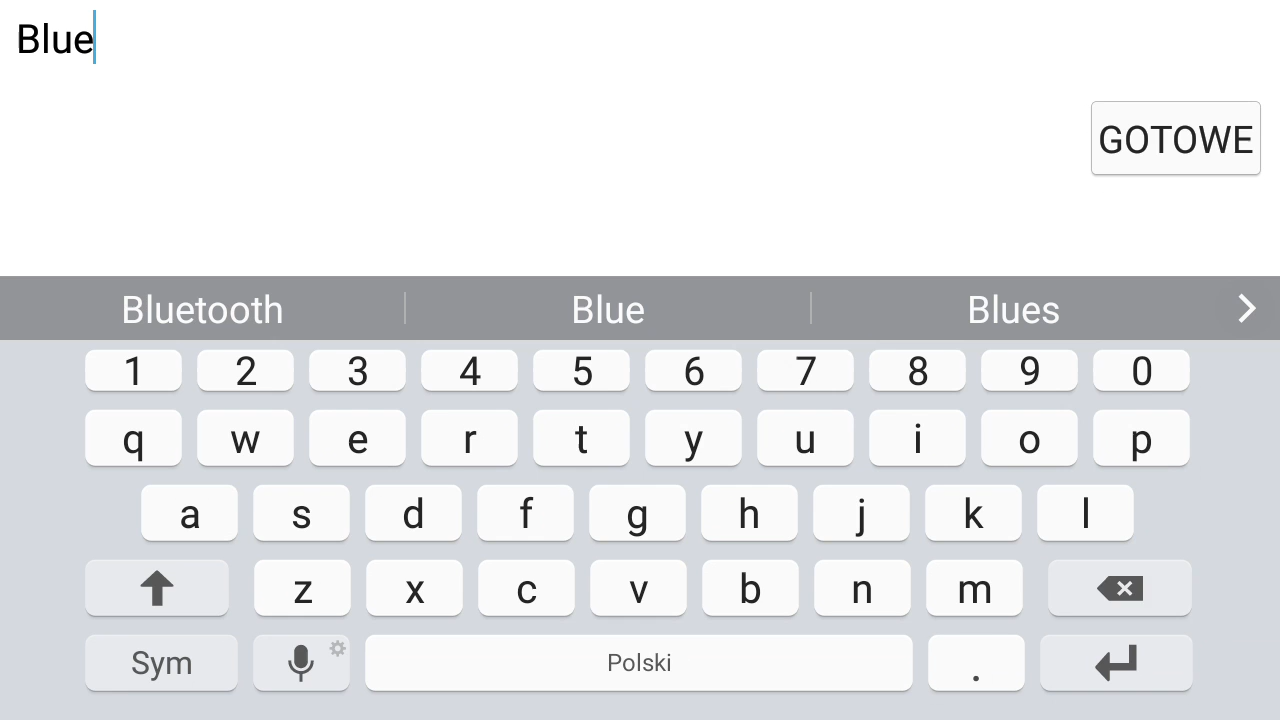 Blue
GOTOWE
Bluetooth Blue Blues
1 2 3 4 5 6 7 8 9 0
q w e r t y u i o p
a s d f g h j k l
z x c v b n m
Sym Polski .